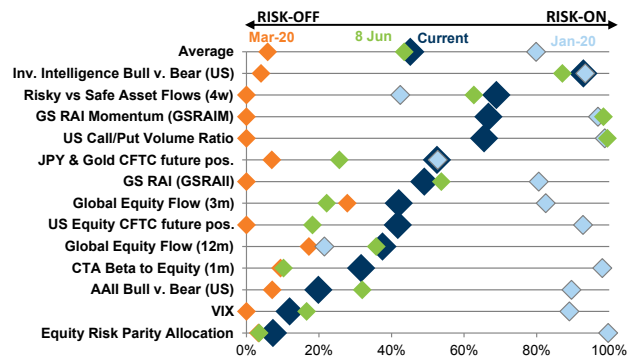 RISK-OFF RISK-ON
Mar-20 8 Jun Current Jan-20
Average
Inv. Intelligence Bull v. Bear (US)
Risky vs Safe Asset Flows (4w)
GS RAI Momentum (GSRAIM)
US Call/Put Volume Ratio
JPY & Gold CFTC future pos.
GS RAI (GSRAII)
Global Equity Flow (3m)
US Equity CFTC future pos.
Global Equity Flow (12m)
CTA Beta to Equity (1m)
AAII Bull v. Bear (US)
VIX
Equity Risk Parity Allocation
0% 20% 40% 60% 80% 100%